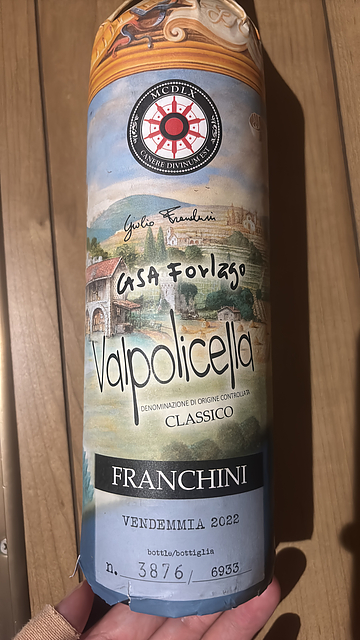 MCDLX
CANERE DIVINUM EST
Giulio Franchini
CASA Forlago
Valpolicella
DENOMINAZIONE DI ORIGINE CONTROLLATA
CLASSICO
FRANCHINI
VENDEMMIA 2022
bottle/bottiglia
n. 3876/ 6933